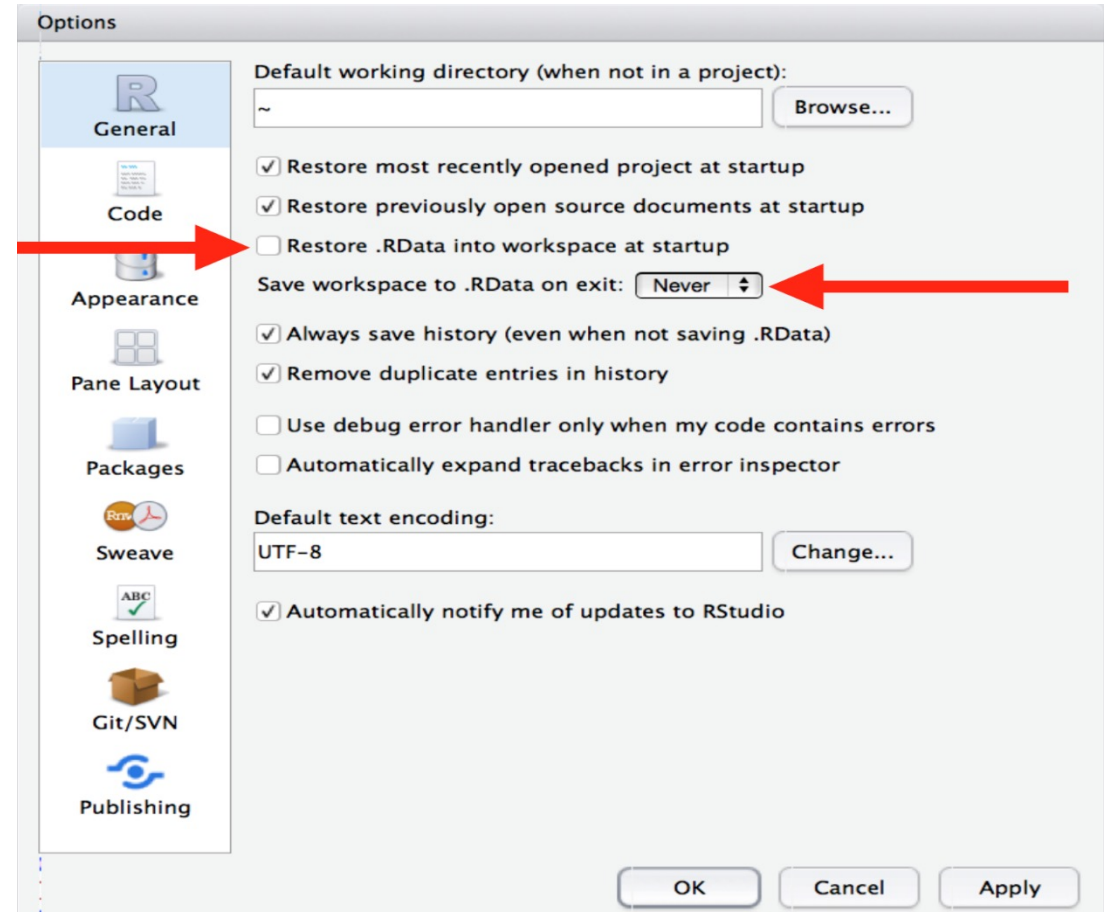 Options
General
Code
Appearance
Pane Layout
Packages
Rnw
Sweave
ABC
Spelling
Git/SVN
Publishing
Default working directory (when not in a project):
~
Browse...
Restore most recently opened project at startup
Restore previously open source documents at startup
Restore .RData into workspace at startup
Save workspace to .RData on exit: Never
Always save history (even when not saving .RData)
Remove duplicate entries in history
Use debug error handler only when my code contains errors
Automatically expand tracebacks in error inspector
Default text encoding:
UTF-8
Change...
Automatically notify me of updates to RStudio
OK
Cancel
Apply